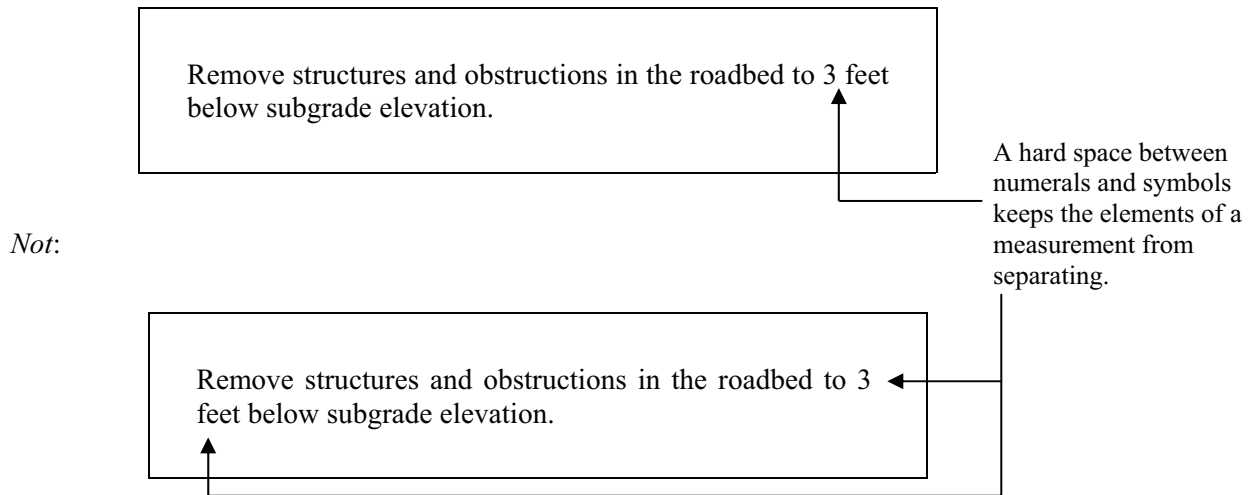 Remove structures and obstructions in the roadbed to 3 feet
below subgrade elevation.
A hard space between
numerals and symbols
keeps the elements of a
measurement from
separating.
Not:
Remove structures and obstructions in the roadbed to 3
feet below subgrade elevation.